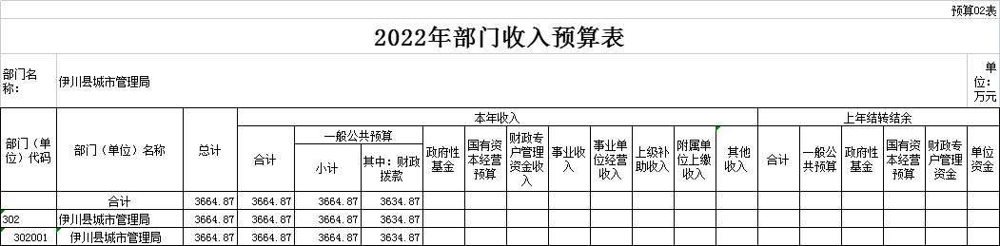 预算02表
2022年部门收入预算表
部门名称： 伊川县城市管理局 单位：万元
部门（单位）代码 部门（单位）名称 总计 本年收入 上年结转结余
合计 一般公共预算 政府性基金 国有资本经营预算 财政专户管理资金收入 事业收入 事业单位经营收入 上级补助收入 附属单位上缴收入 其他收入 合计 一般公共预算 政府性基金 国有资本经营预算 财政专户管理资金 单位资金
小计 其中：财政拨款
合计 3664.87 3664.87 3664.87 3634.87
302 伊川县城市管理局 3664.87 3664.87 3664.87 3634.87
302001 伊川县城市管理局 3664.87 3664.87 3664.87 3634.87